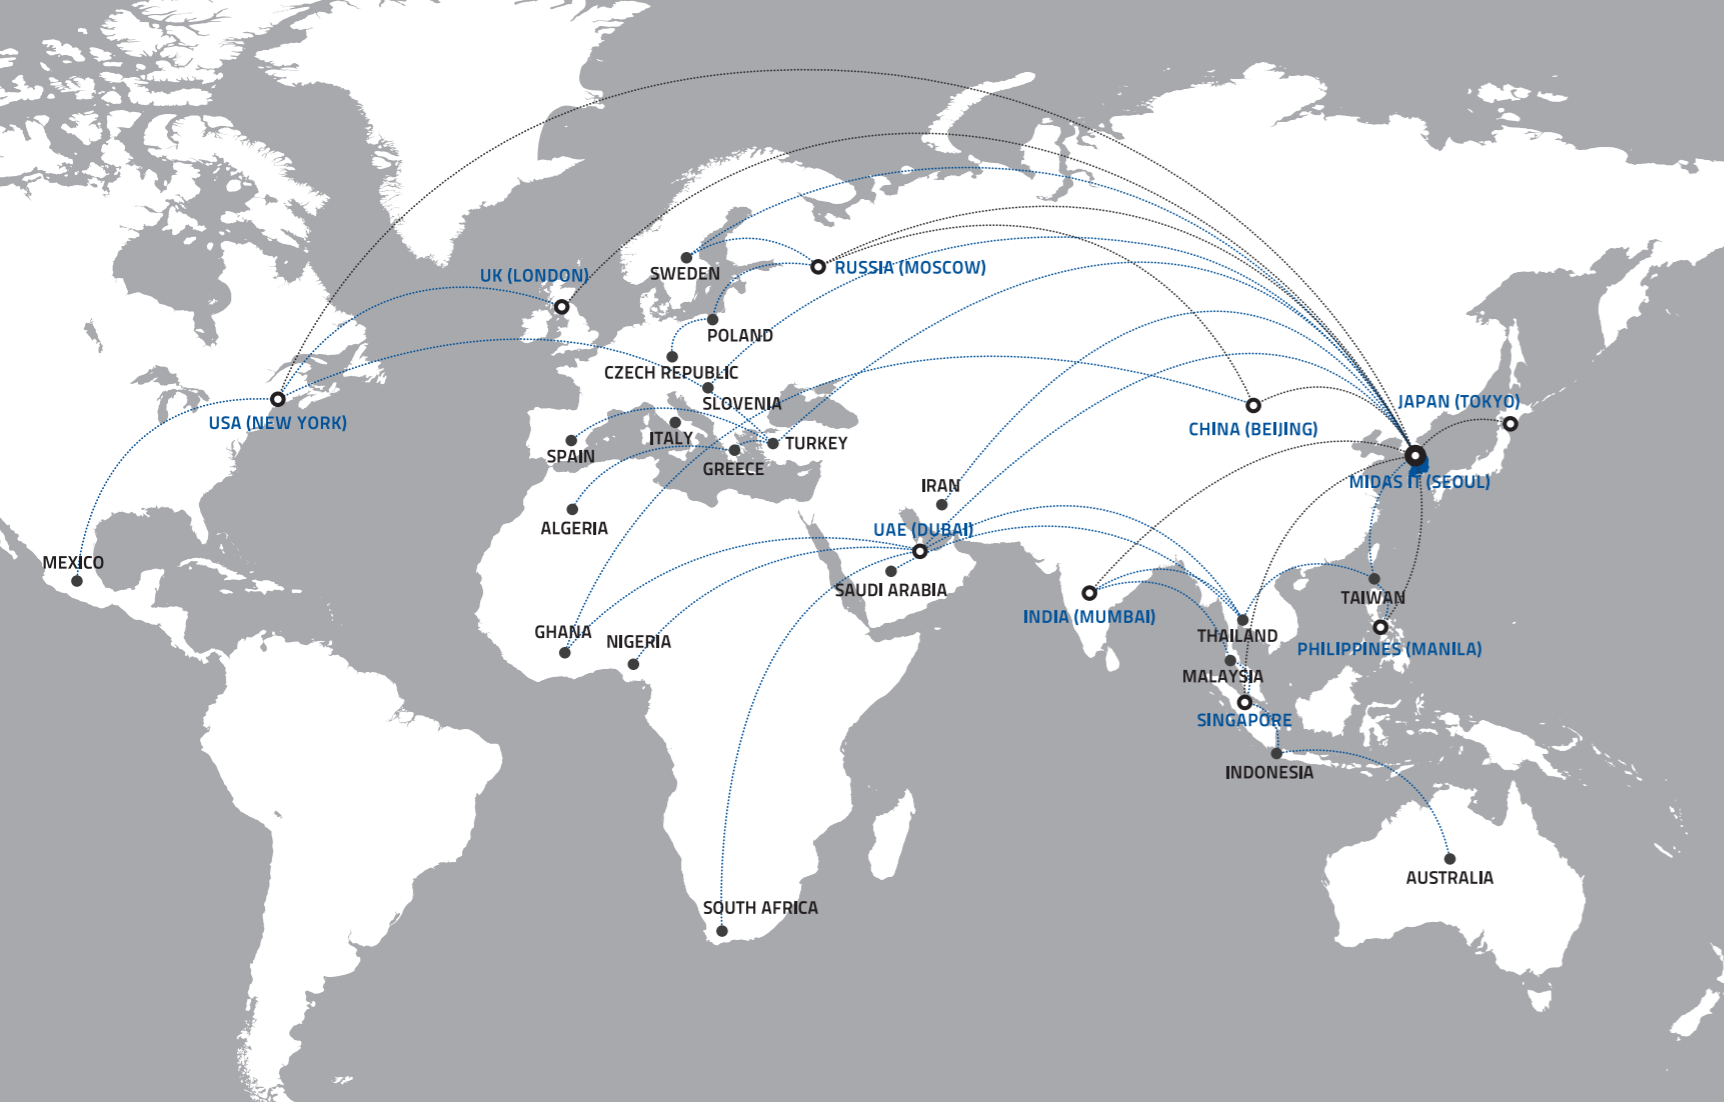 SWEDEN
RUSSIA (MOSCOW)
UK (LONDON)
POLAND
CZECH REPUBLIC
SLOVENIA
JAPAN (TOKYO)
USA (NEW YORK)
CHINA (BEIJING)
ITALY
TURKEY
SPAIN
GREECE
MIDAS IT (SEOUL)
IRAN
ALGERIA
UAE (DUBAI)
MEXICO
SAUDI ARABIA
TAIWAN
INDIA (MUMBAI)
GHANA
NIGERIA
THAILAND
PHILIPPINES (MANILA)
MALAYSIA
SINGAPORE
INDONESIA
AUSTRALIA
SOUTH AFRICA